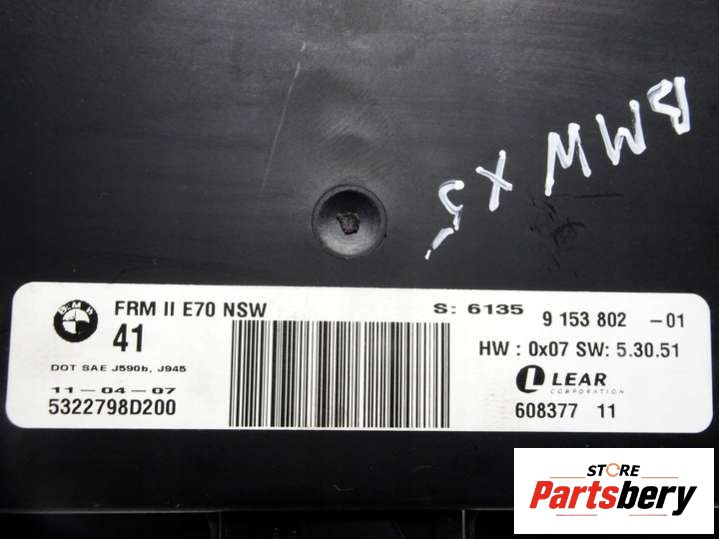 BMW X5
BMW
FRM II E70 NSW
41
DOT SAE J590b, J945
11-04-07
5322798D200
S: 6135 9 153 802 -01
HW : 0x07 SW: 5.30.51
LEAR
CORPORATION
608377 11
STORE
Partsbery